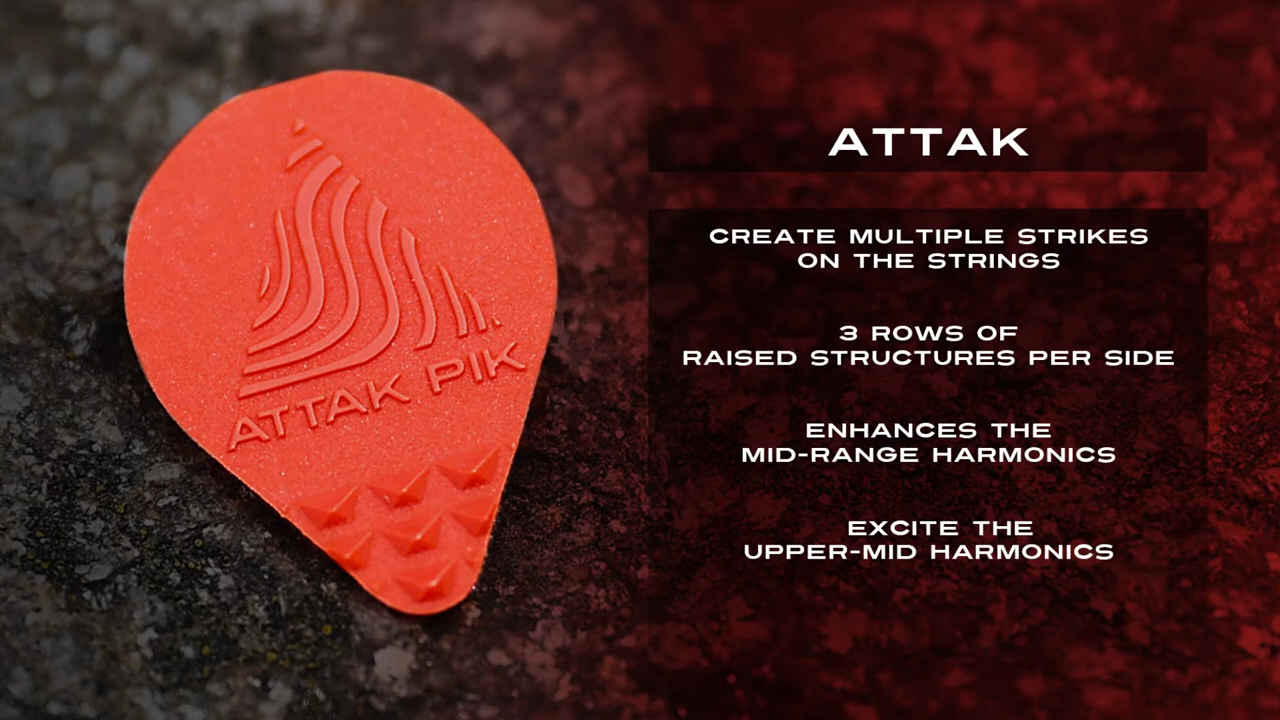 ATTAK PIK
ATTAK
CREATE MULTIPLE STRIKES
ON THE STRINGS
3 ROWS OF
RAISED STRUCTURES PER SIDE
ENHANCES THE
MID-RANGE HARMONICS
EXCITE THE
UPPER-MID HARMONICS